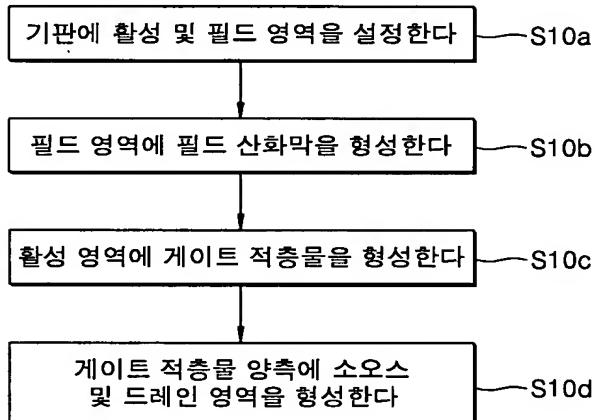 기판에 활성 및 필드 영역을 설정한다 S10a
필드 영역에 필드 산화막을 형성한다 S10b
활성 영역에 게이트 적층물을 형성한다 S10c
게이트 적층물 양측에 소오스
및 드레인 영역을 형성한다 S10d